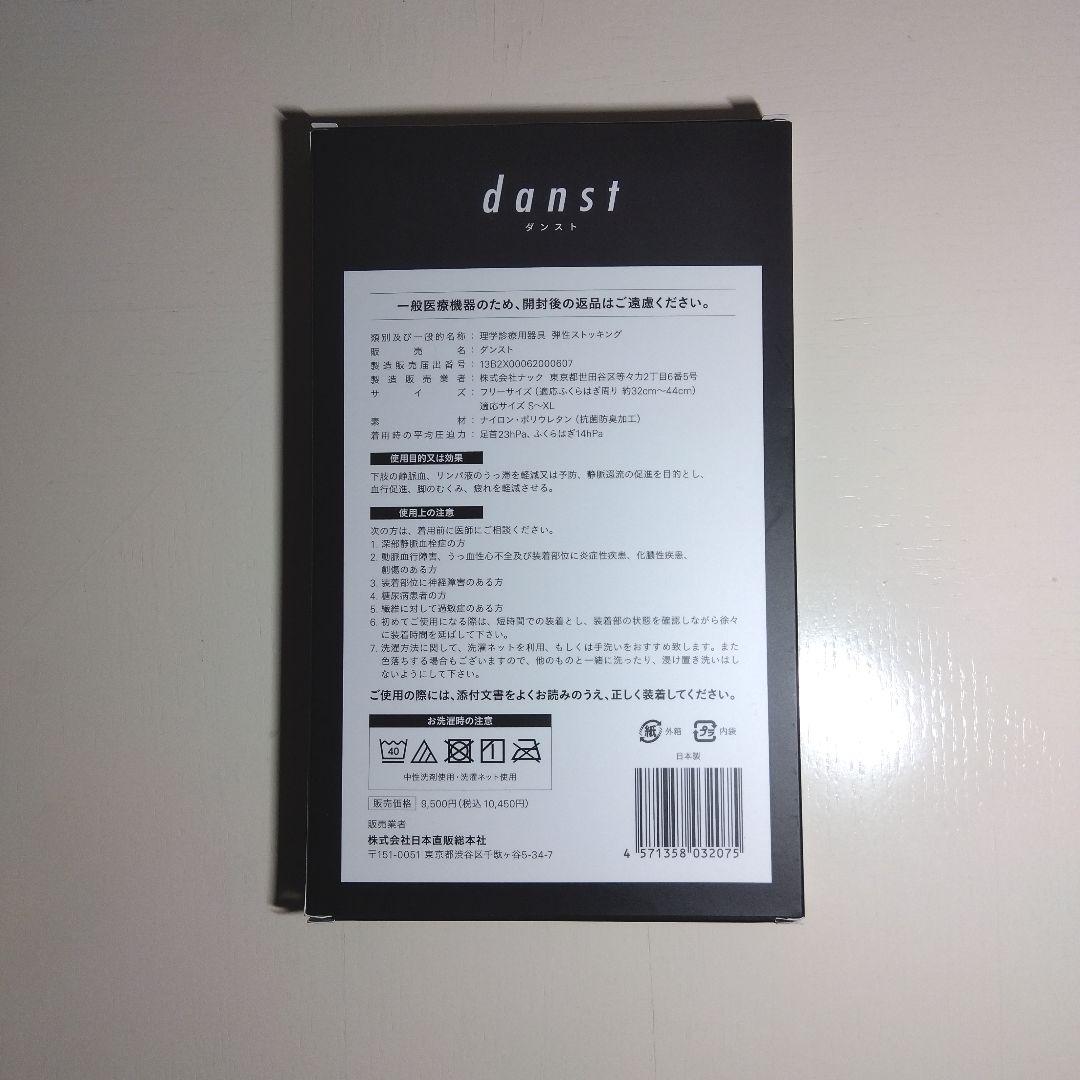 danst
ダンスト
一般医療機器のため、開封後の返品はご遠慮ください。
類別及び一般的名称：理学診療用器具 弾性ストッキング
販売名：ダンスト
製造販売届出番号：13B2X00062000607
製造販売業者：株式会社ナック 東京都世田谷区等々力2丁目6番5号
サイズ：フリーサイズ（適応ふくらはぎ周り 約32cm〜44cm）
適応サイズ S〜XL
素材：ナイロン・ポリウレタン（抗菌防臭加工）
着用時の平均圧迫力：足首23hPa、ふくらはぎ14hPa
使用目的又は効果
下肢の静脈血、リンパ液のうっ滞を軽減又は予防、静脈還流の促進を目的とし、
血行促進、脚のむくみ、疲れを軽減させる。
使用上の注意
次の方は、着用前に医師にご相談ください。
1. 深部静脈血栓症の方
2. 動脈血行障害、うっ血性心不全及び装着部位に炎症性疾患、化膿性疾患、
創傷のある方
3. 装着部位に神経障害のある方
4. 糖尿病患者の方
5. 繊維に対して過敏症のある方
6. 初めてご使用になる際は、短時間での装着とし、装着部の状態を確認しながら徐々
に装着時間を延ばして下さい。
7. 洗濯方法に関して、洗濯ネットを利用、もしくは手洗いをおすすめ致します。また
色落ちする場合もございますので、他のものと一緒に洗ったり、浸け置き洗いはし
ないようにして下さい。
ご使用の際には、添付文書をよくお読みのうえ、正しく装着してください。
お洗濯時の注意
40
中性洗剤使用・洗濯ネット使用
紙 外箱 プラ 内袋
日本製
販売価格 9,500円（税込 10,450円）
販売業者
株式会社日本直販総本社
〒151-0051 東京都渋谷区千駄ヶ谷5-34-7
4 571358 032075